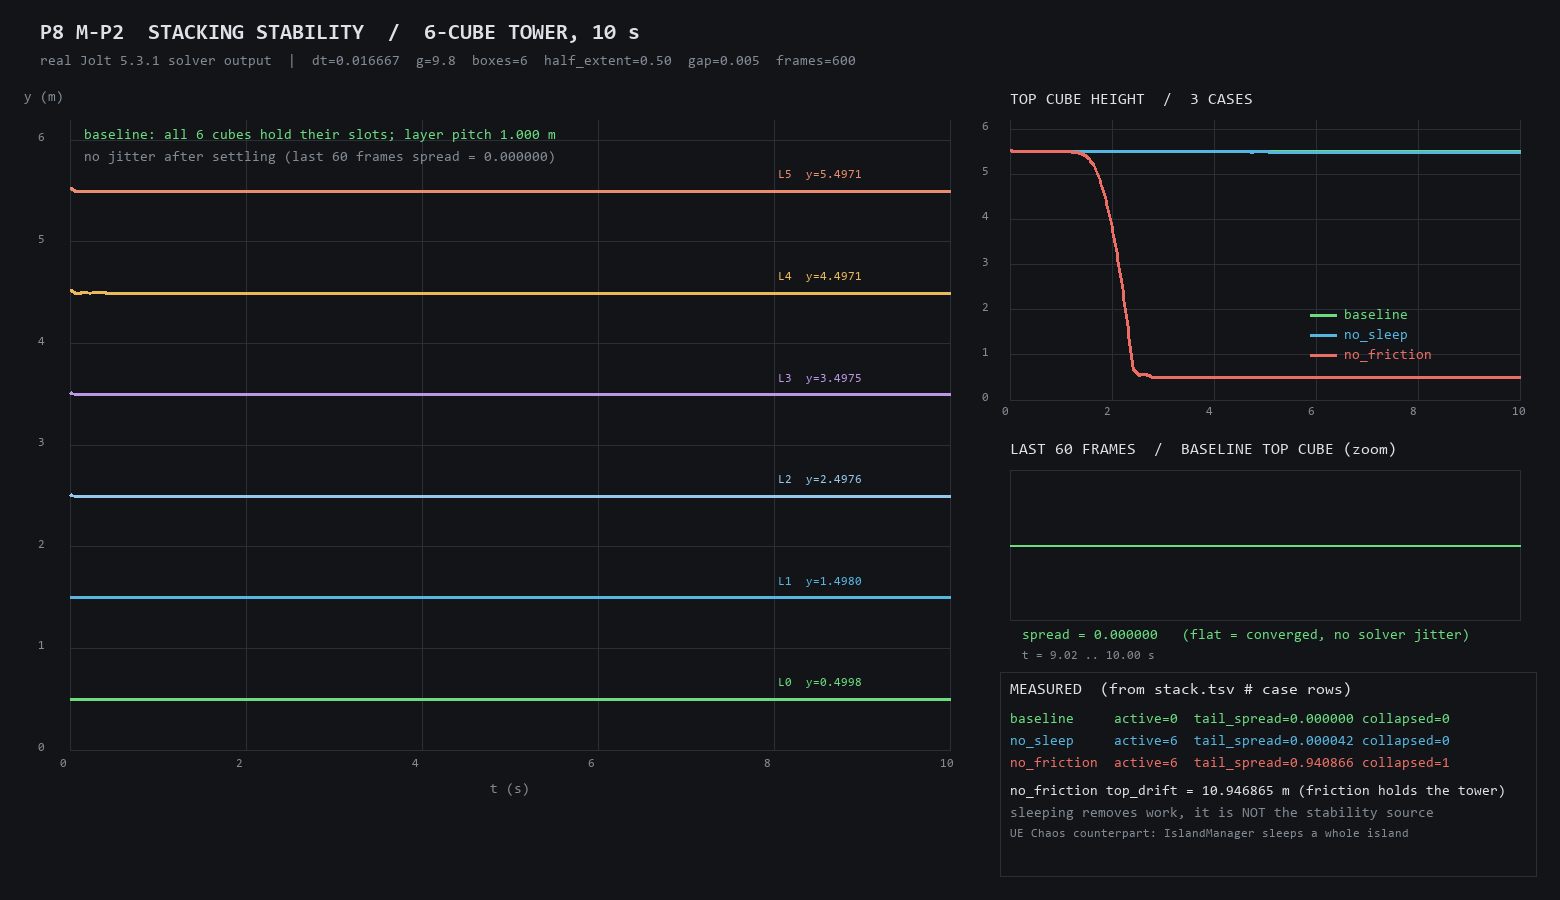 P8 M-P2  STACKING STABILITY  /  6-CUBE TOWER, 10 s
real Jolt 5.3.1 solver output  |  dt=0.016667  g=9.8  boxes=6  half_extent=0.50  gap=0.005  frames=600
y (m)
baseline: all 6 cubes hold their slots; layer pitch 1.000 m
no jitter after settling (last 60 frames spread = 0.000000)
6
L5  y=5.4971
5
L4  y=4.4971
4
L3  y=3.4975
3
L2  y=2.4976
2
L1  y=1.4980
1
L0  y=0.4998
0
0 2 4 6 8 10
t (s)
TOP CUBE HEIGHT  /  3 CASES
6
5
4
3
2
1
0
baseline
no_sleep
no_friction
0 2 4 6 8 10
LAST 60 FRAMES  /  BASELINE TOP CUBE (zoom)
spread = 0.000000   (flat = converged, no solver jitter)
t = 9.02 .. 10.00 s
MEASURED  (from stack.tsv # case rows)
baseline     active=0  tail_spread=0.000000 collapsed=0
no_sleep     active=6  tail_spread=0.000042 collapsed=0
no_friction  active=6  tail_spread=0.940866 collapsed=1
no_friction top_drift = 10.946865 m (friction holds the tower)
sleeping removes work, it is NOT the stability source
UE Chaos counterpart: IslandManager sleeps a whole island